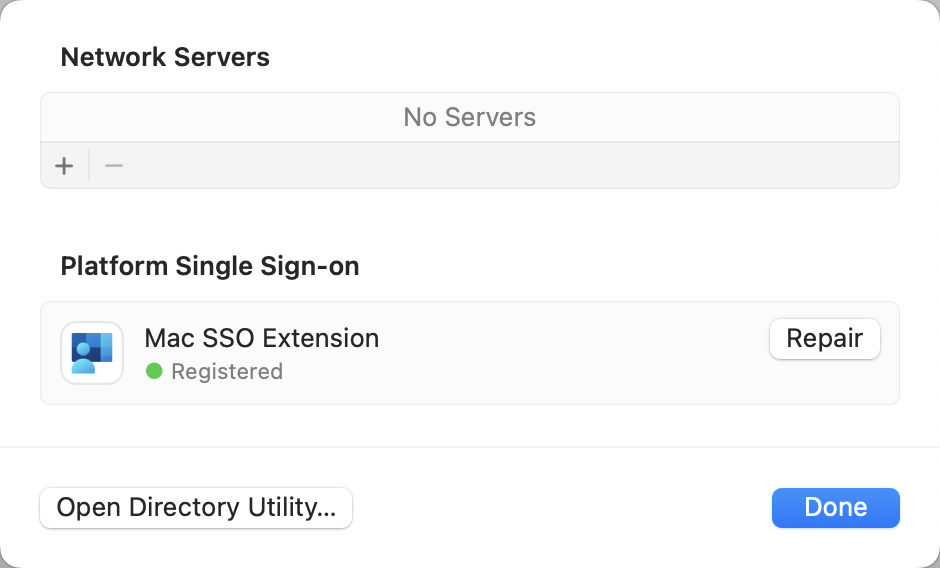 Network Servers
No Servers
Platform Single Sign-on
Mac SSO Extension
Repair
Registered
Open Directory Utility...
Done